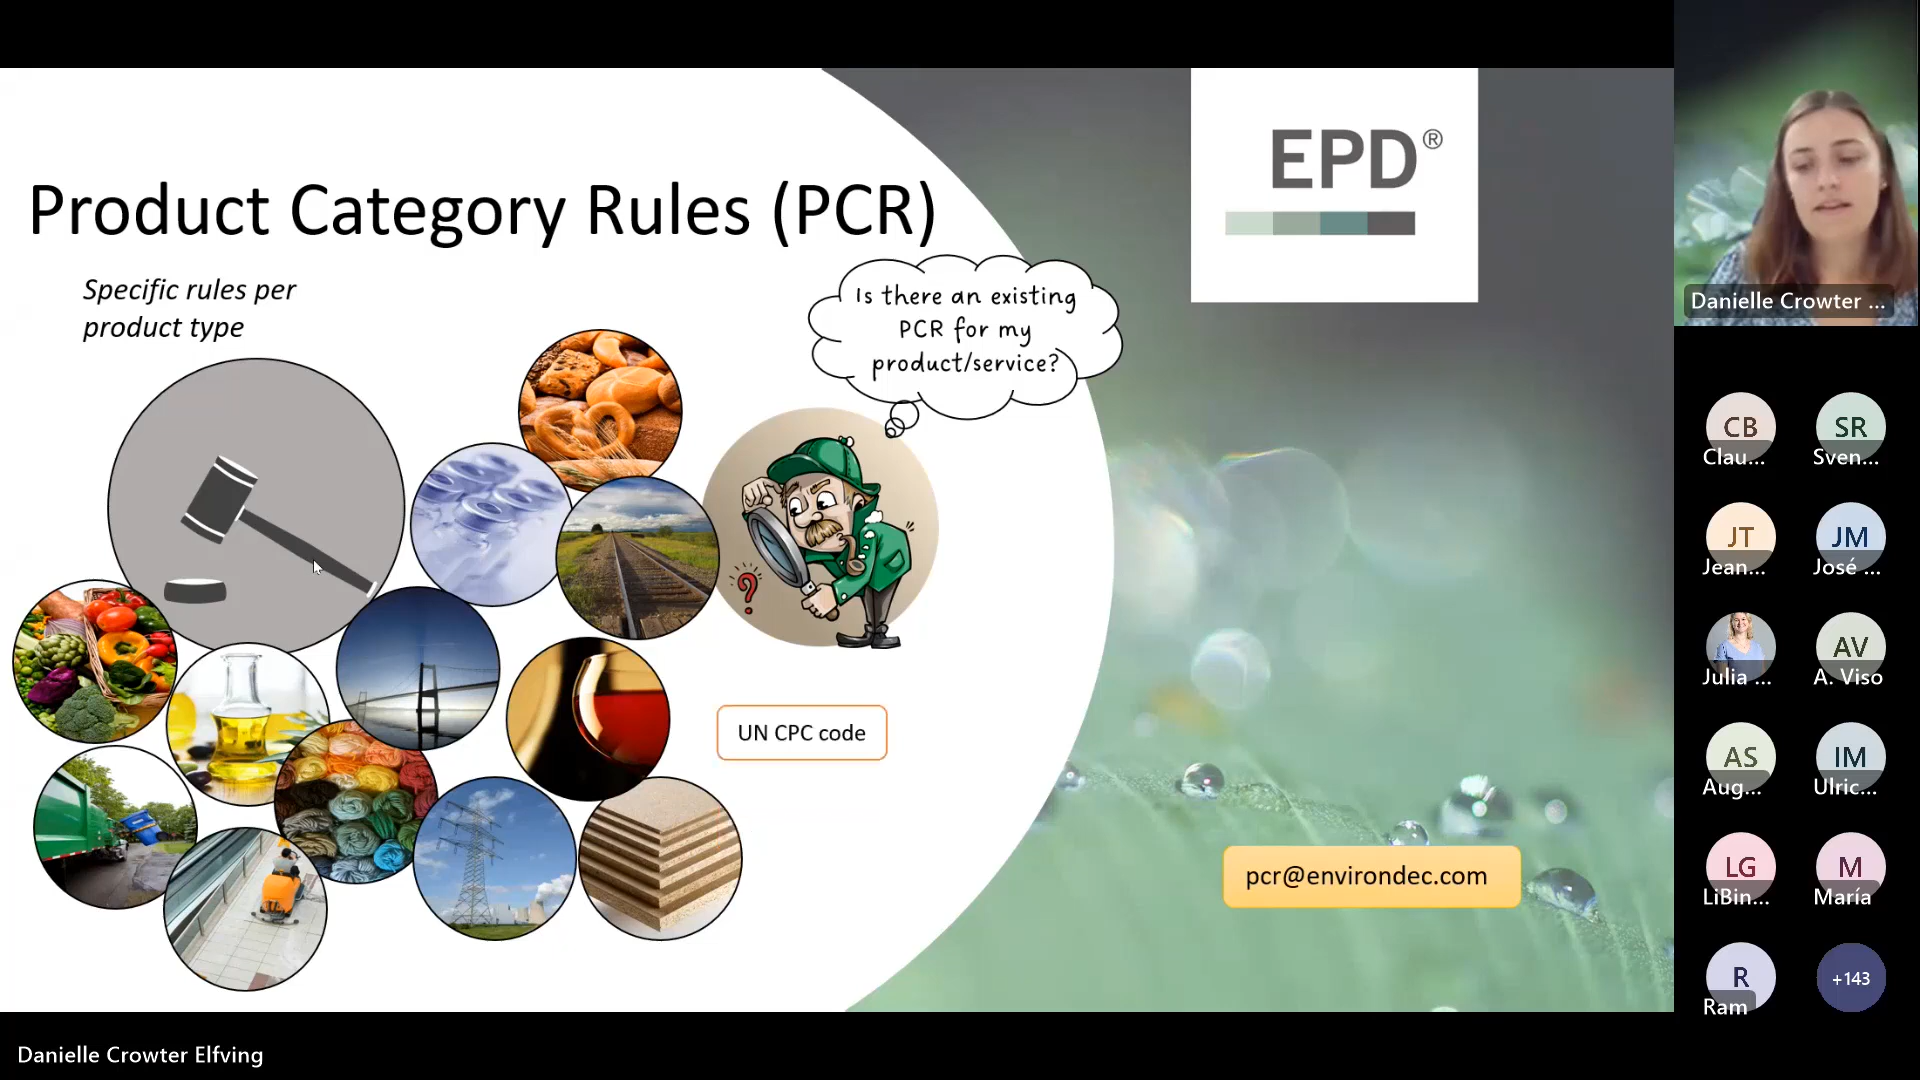 Product Category Rules (PCR)
Specific rules per
product type
Is there an existing
PCR for my
product/service?
?
UN CPC code
EPD®
pcr@environdec.com
Danielle Crowter ...
CB
Clau...
SR
Sven...
JT
Jean...
JM
José ...
Julia ...
AV
A. Viso
AS
Aug...
IM
Ulric...
LG
LiBin...
M
María
R
Ram
+143
Danielle Crowter Elfving